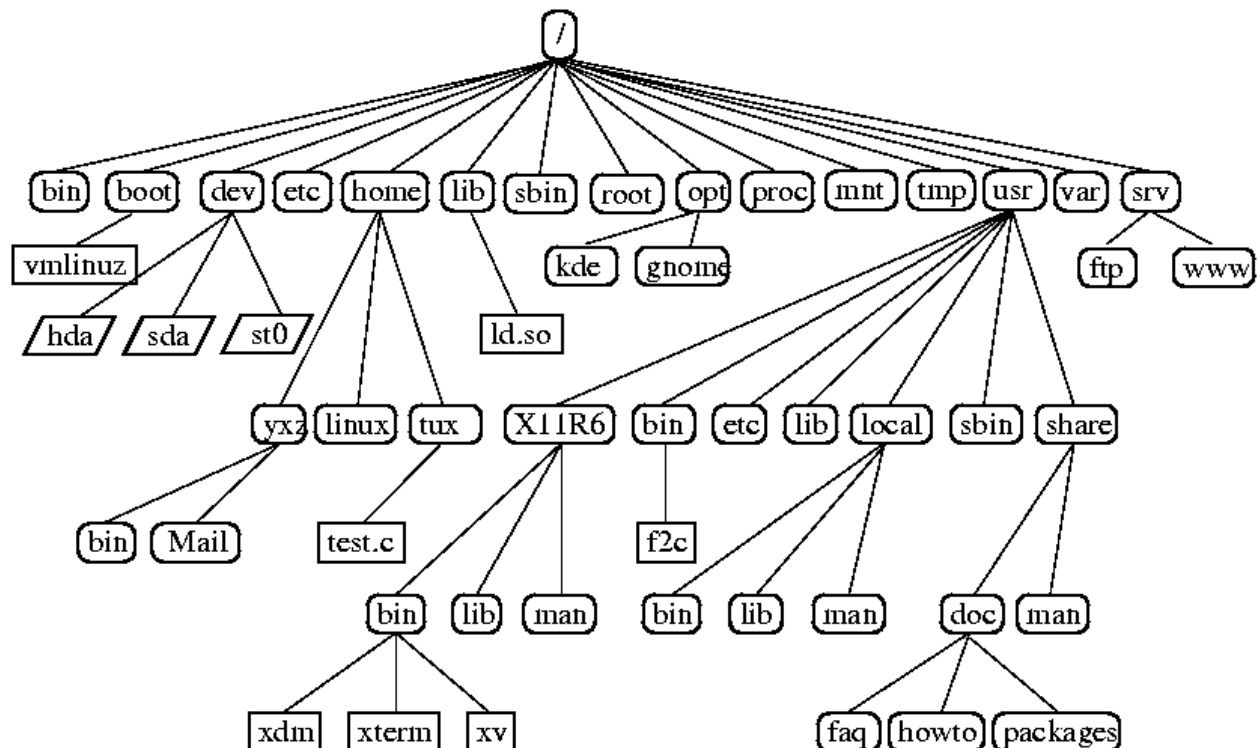 /
bin boot dev etc home lib sbin root opt proc mnt tmp usr var srv
vmlinuz kde gnome ftp www
hda sda st0 ld.so
yxz linux tux X11R6 bin etc lib local sbin share
bin Mail test.c f2c
bin lib man bin lib man doc man
xdm xterm xv faq howto packages